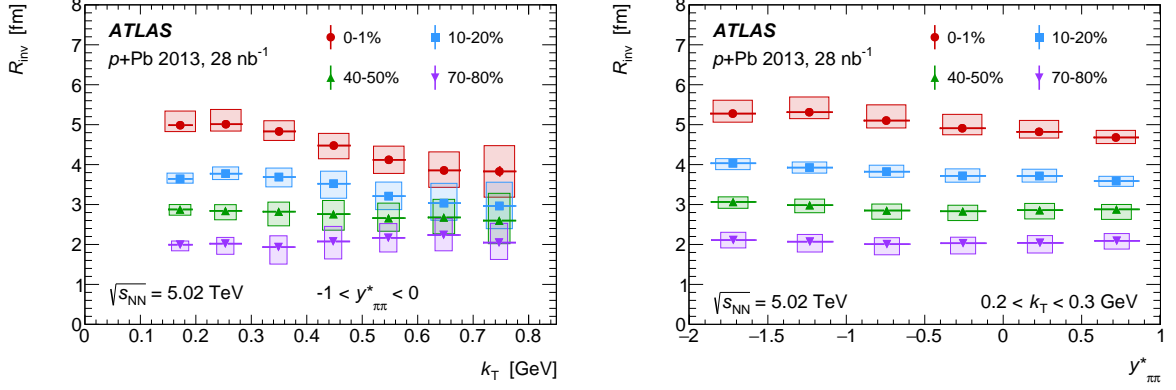 R_inv [fm]
ATLAS
p+Pb 2013, 28 nb⁻¹
0-1%
10-20%
40-50%
70-80%
8
7
6
5
4
3
2
1
0
√s_NN = 5.02 TeV
-1 < y*_ππ < 0
0 0.1 0.2 0.3 0.4 0.5 0.6 0.7 0.8
k_T [GeV]
R_inv [fm]
ATLAS
p+Pb 2013, 28 nb⁻¹
0-1%
10-20%
40-50%
70-80%
8
7
6
5
4
3
2
1
0
√s_NN = 5.02 TeV
0.2 < k_T < 0.3 GeV
−2 −1.5 −1 −0.5 0 0.5 1
y*_ππ